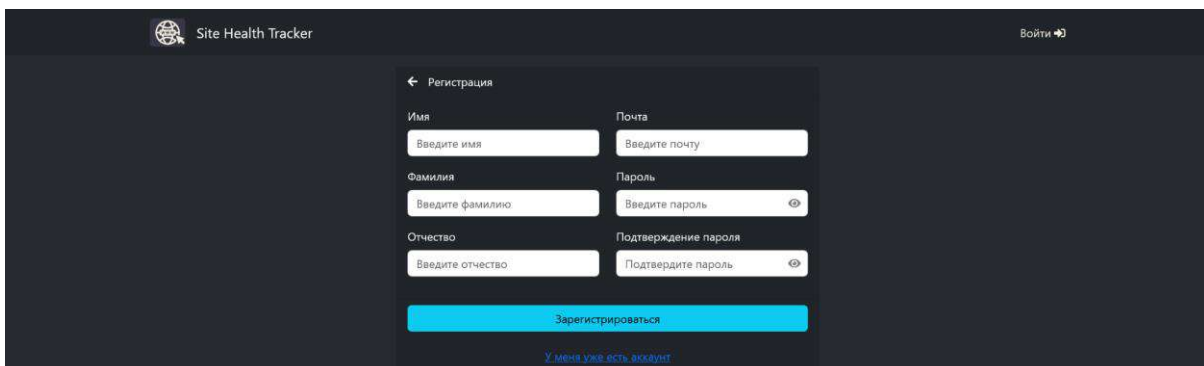 Site Health Tracker
Войти
Регистрация
Имя
Почта
Введите имя
Введите почту
Фамилия
Пароль
Введите фамилию
Введите пароль
Отчество
Подтверждение пароля
Введите отчество
Подтвердите пароль
Зарегистрироваться
У меня уже есть аккаунт